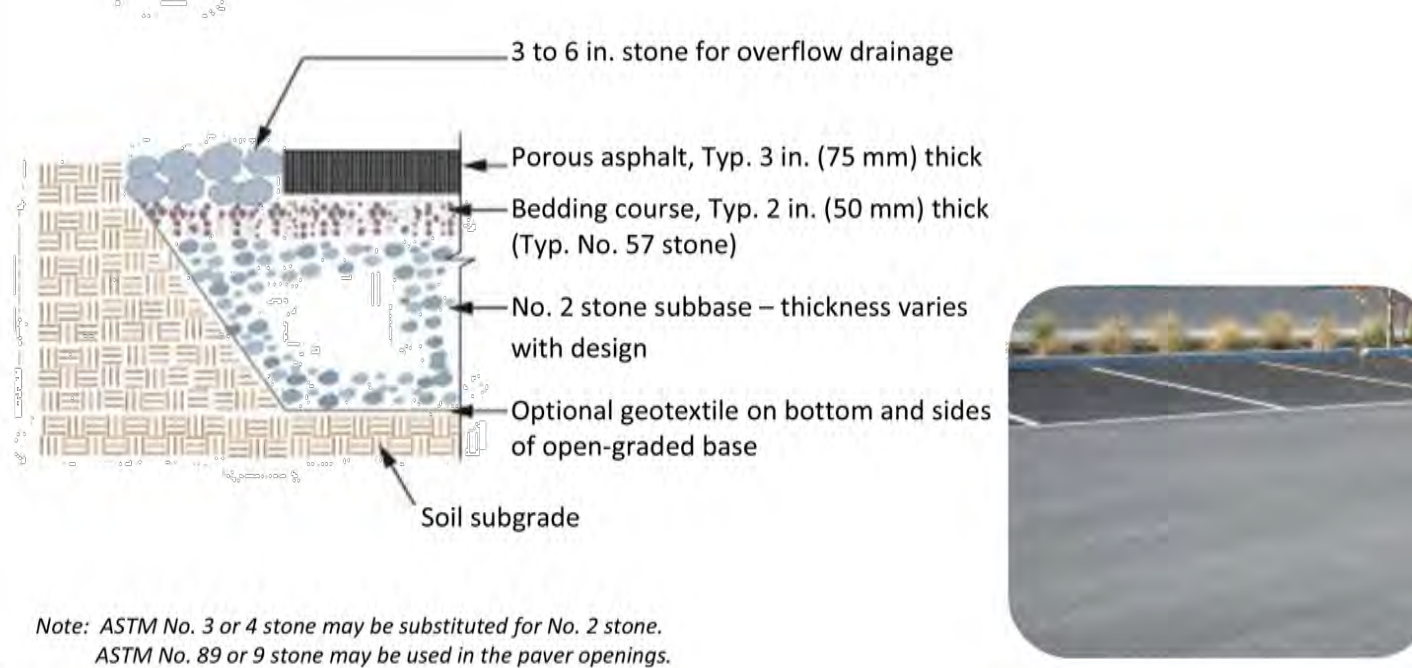 3 to 6 in. stone for overflow drainage
Porous asphalt, Typ. 3 in. (75 mm) thick
Bedding course, Typ. 2 in. (50 mm) thick
(Typ. No. 57 stone)
No. 2 stone subbase – thickness varies
with design
Optional geotextile on bottom and sides
of open-graded base
Soil subgrade
Note: ASTM No. 3 or 4 stone may be substituted for No. 2 stone.
ASTM No. 89 or 9 stone may be used in the paver openings.